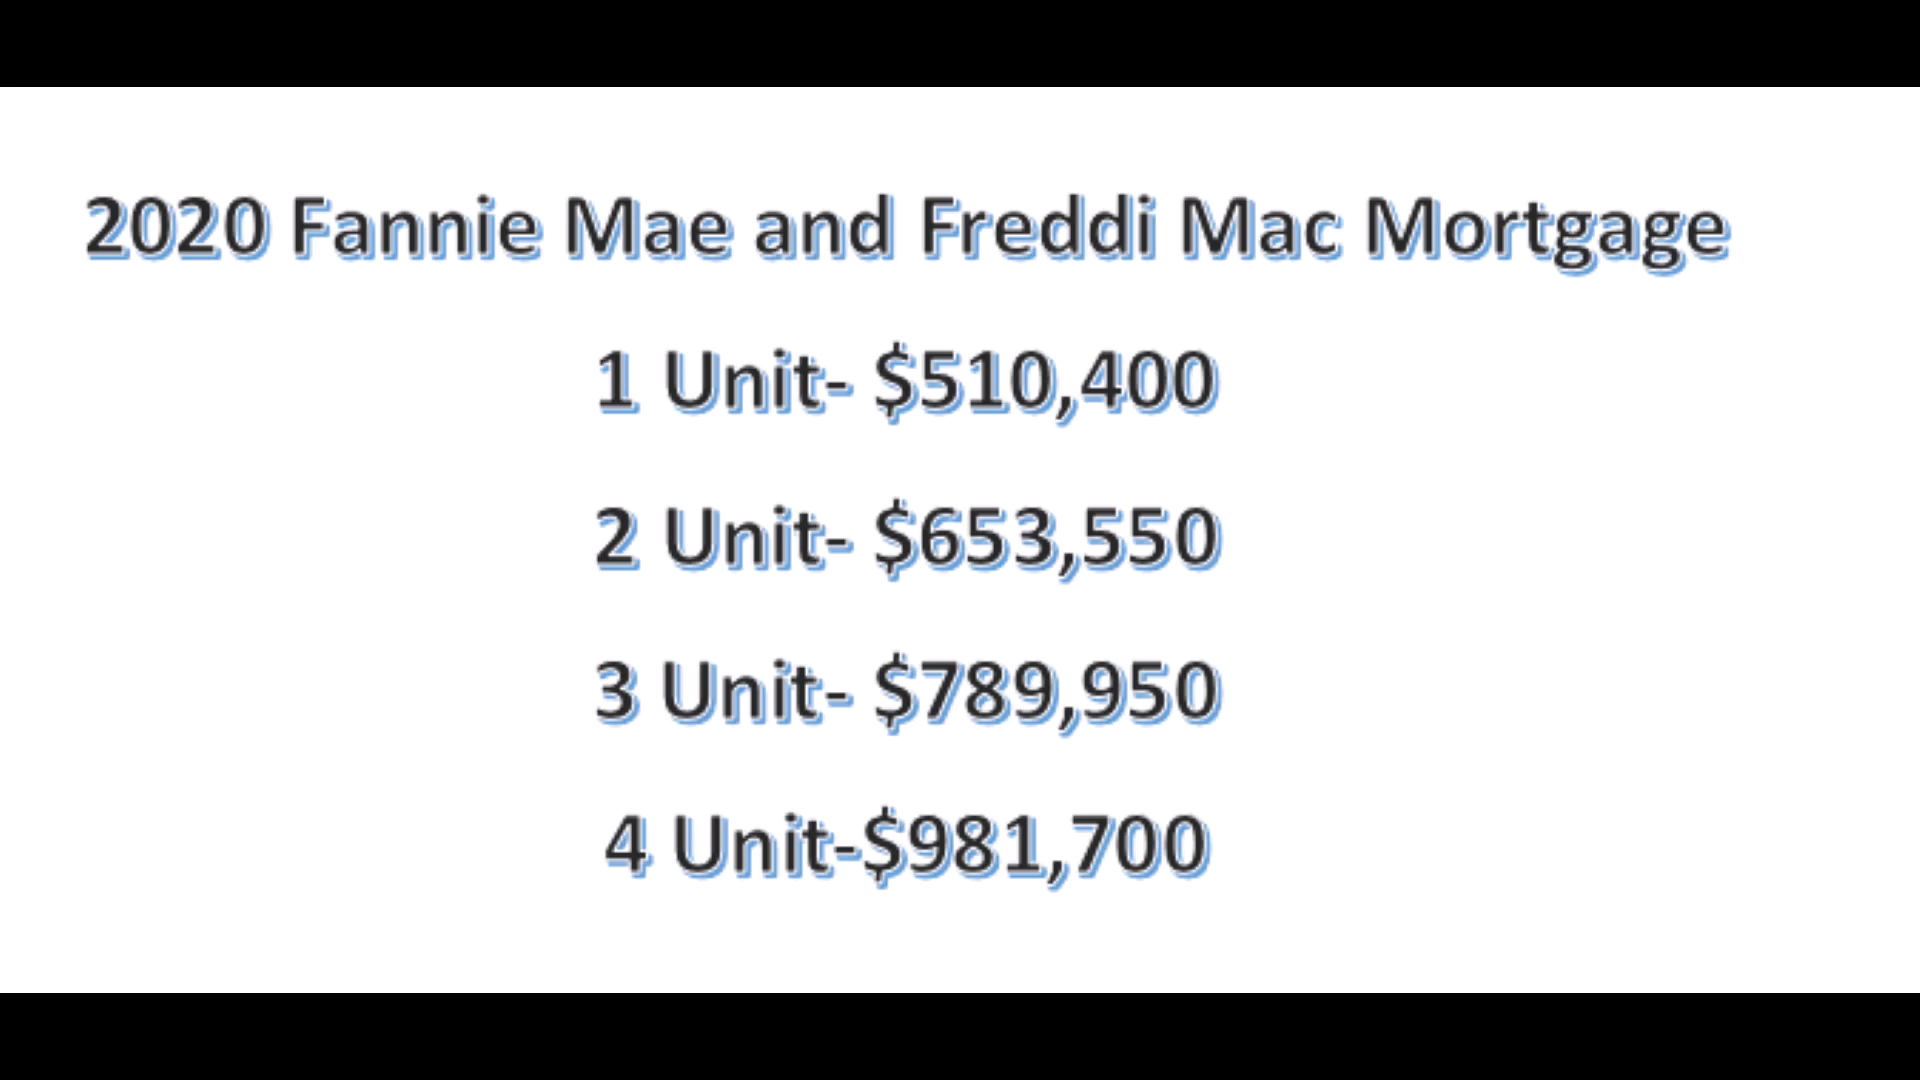 2020 Fannie Mae and Freddi Mac Mortgage
1 Unit- $510,400
2 Unit- $653,550
3 Unit- $789,950
4 Unit-$981,700